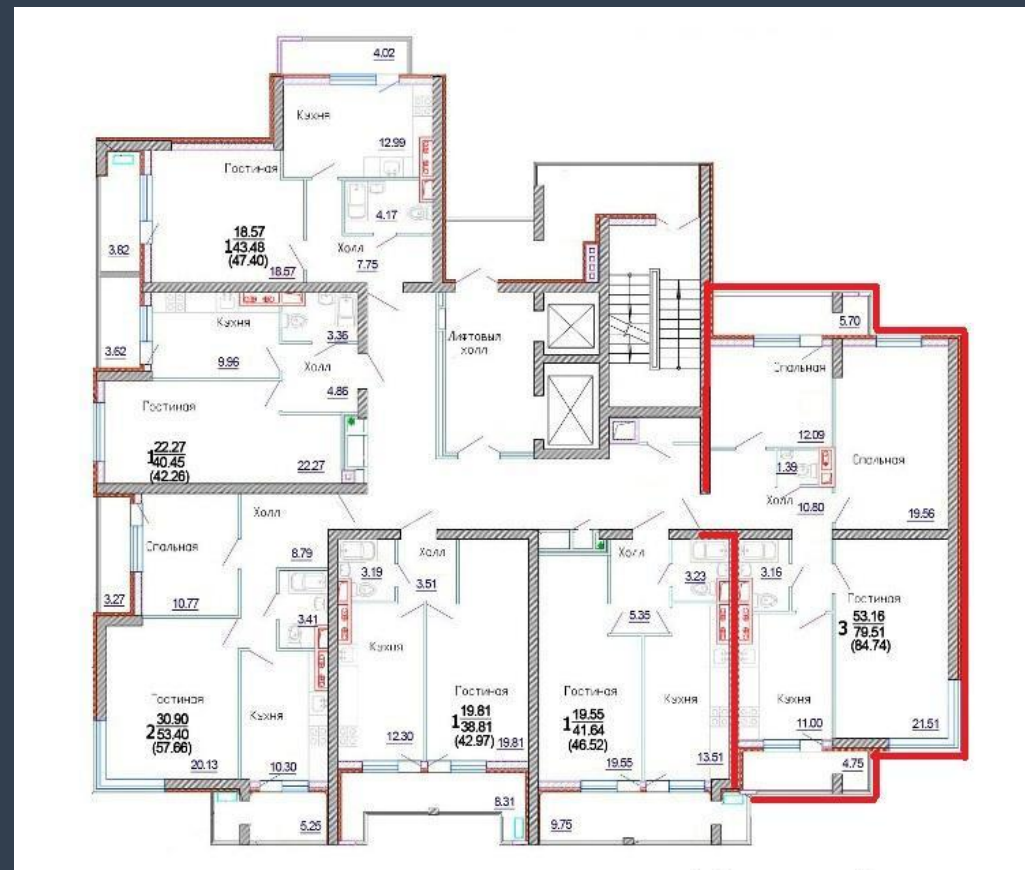 4.02
Кухня
12.99
Гостиная
4.17
18.57
1 43.48
(47.40)
18.57
Холл
7.75
3.82
Кухня
3.36
9.96
Холл
4.86
3.62
Лифтовый
холл
5.70
Спальная
12.09
Гостиная
22.27
1 40.45
(42.26)
22.27
1.39
Спальная
Холл
10.80
19.56
Холл
8.79
Спальная
10.77
3.27
3.41
Холл
3.19
3.51
Холл
3.23
5.35
3.16
Гостиная
53.16
3 79.51
(84.74)
Кухня
Гостиная
30.90
2 53.40
(57.66)
20.13
Кухня
10.30
12.30
Гостиная
19.81
1 38.81
(42.97)
19.81
Гостиная
19.55
1 41.64
(46.52)
19.55
Кухня
13.51
Кухня
11.00
21.51
4.75
5.25
8.31
9.75